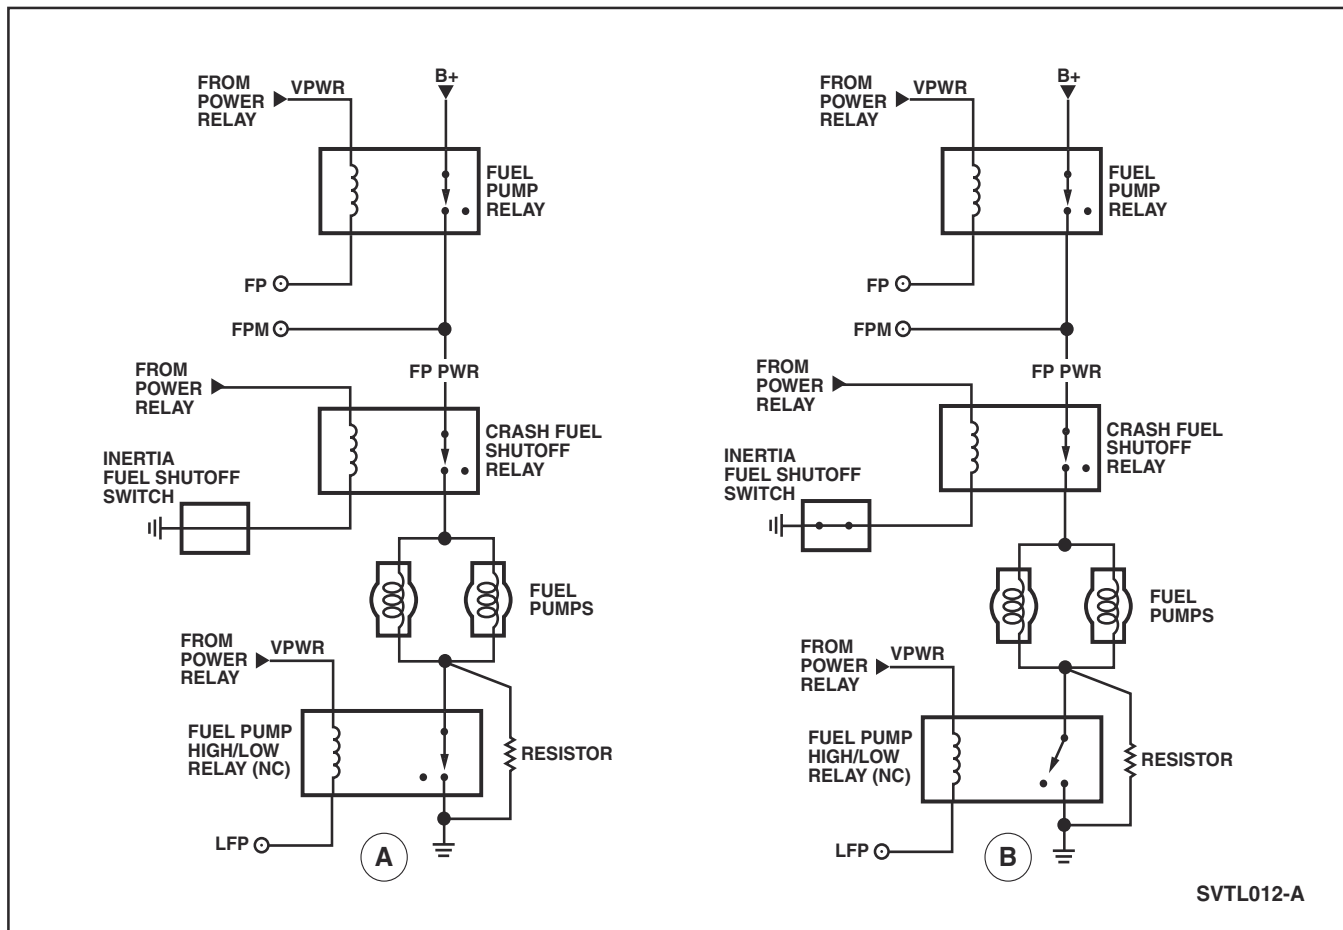 FROM
POWER
RELAY
VPWR
B+
FUEL
PUMP
RELAY
FP
FPM
FP PWR
FROM
POWER
RELAY
CRASH FUEL
SHUTOFF
RELAY
INERTIA
FUEL SHUTOFF
SWITCH
FUEL
PUMPS
FROM
POWER
RELAY
VPWR
FUEL PUMP
HIGH/LOW
RELAY (NC)
RESISTOR
LFP
A
FROM
POWER
RELAY
VPWR
B+
FUEL
PUMP
RELAY
FP
FPM
FP PWR
FROM
POWER
RELAY
CRASH FUEL
SHUTOFF
RELAY
INERTIA
FUEL SHUTOFF
SWITCH
FUEL
PUMPS
FROM
POWER
RELAY
VPWR
FUEL PUMP
HIGH/LOW
RELAY (NC)
RESISTOR
LFP
B
SVTL012-A